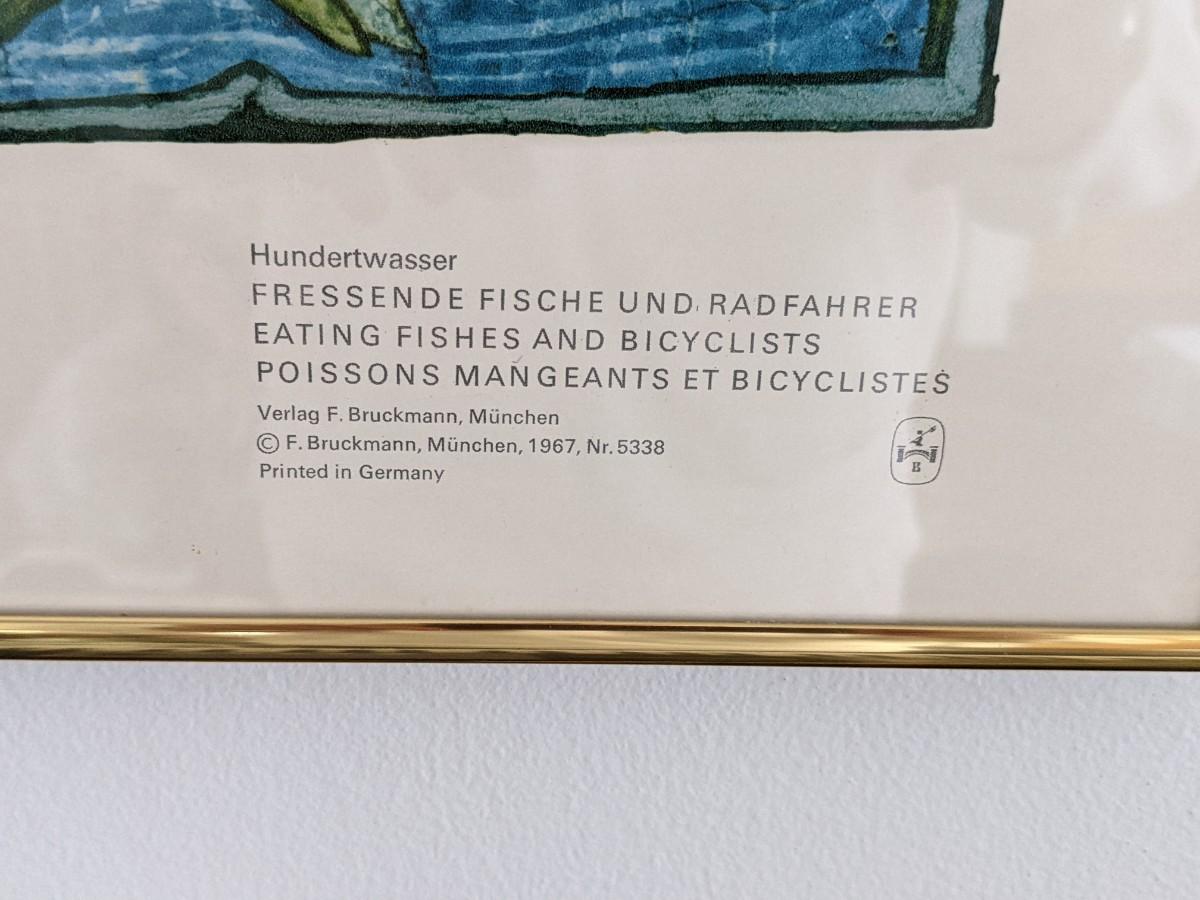 Hundertwasser
FRESSENDE FISCHE UND RADFAHRER
EATING FISHES AND BICYCLISTS
POISSONS MANGEANTS ET BICYCLISTES
Verlag F. Bruckmann, München
© F. Bruckmann, München, 1967, Nr. 5338
Printed in Germany
B